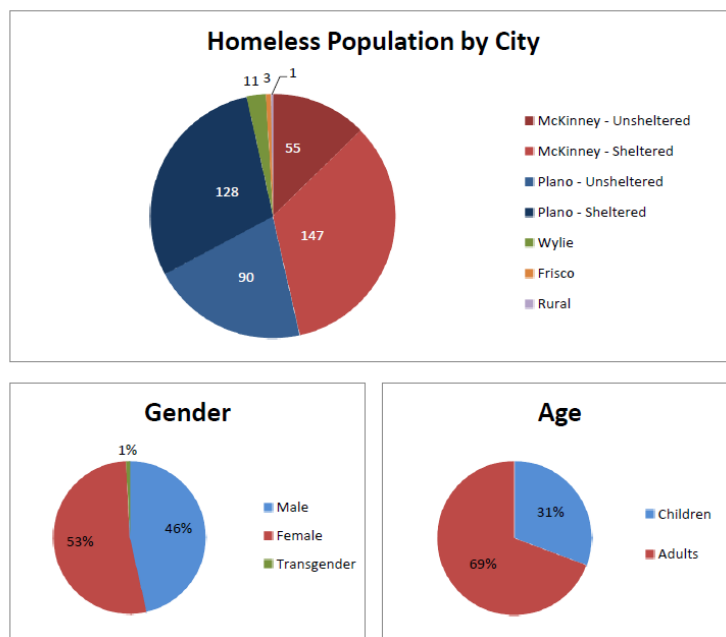 Homeless Population by City
11 3 1
55
128
147
90
McKinney - Unsheltered
McKinney - Sheltered
Plano - Unsheltered
Plano - Sheltered
Wylie
Frisco
Rural
Gender
1%
46%
53%
Male
Female
Transgender
Age
31%
69%
Children
Adults